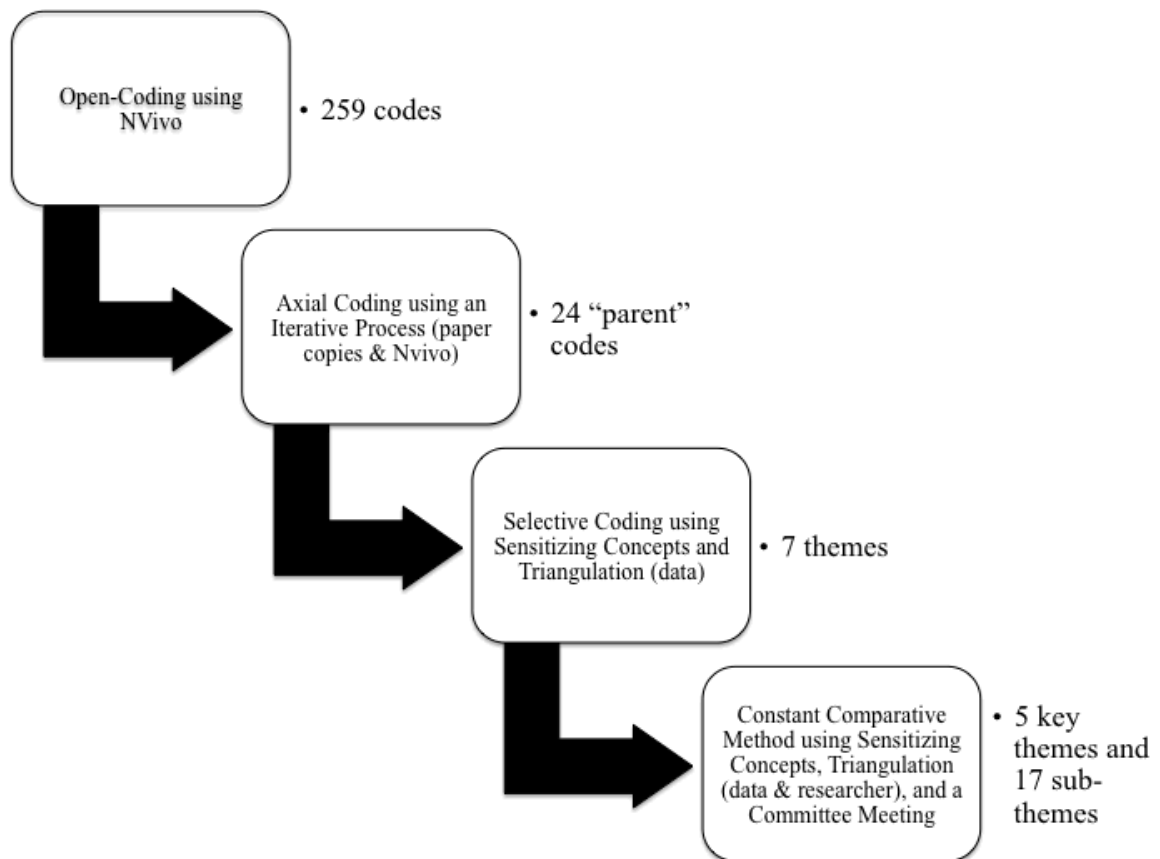 Open-Coding using
NVivo
• 259 codes
Axial Coding using an
Iterative Process (paper
copies & Nvivo)
• 24 “parent”
codes
Selective Coding using
Sensitizing Concepts and
Triangulation (data)
• 7 themes
Constant Comparative
Method using Sensitizing
Concepts, Triangulation
(data & researcher), and a
Committee Meeting
• 5 key
themes and
17 sub-
themes